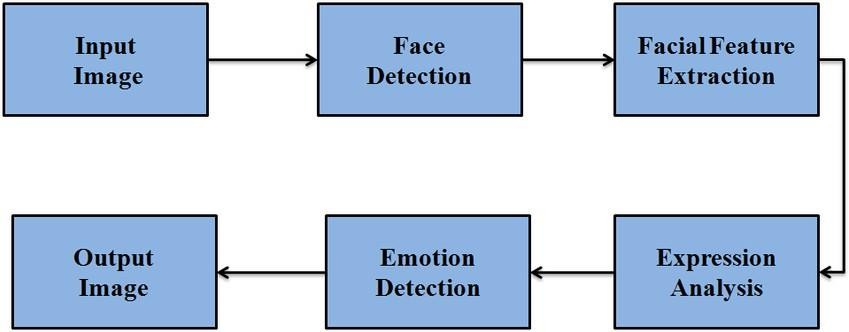 Input
Image
Face
Detection
Facial Feature
Extraction
Output
Image
Emotion
Detection
Expression
Analysis